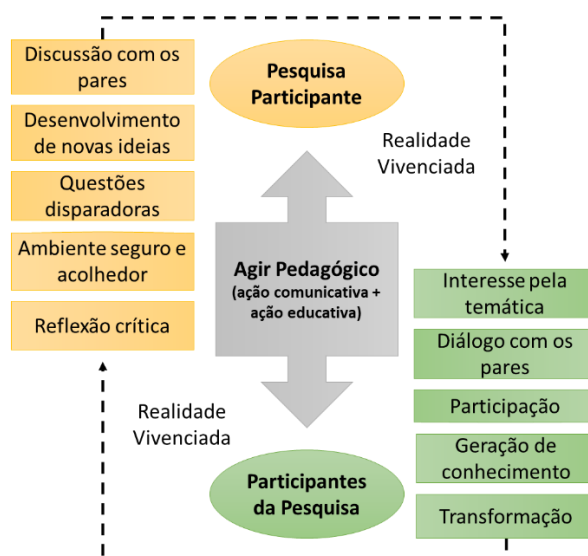 Discussão com os
pares
Desenvolvimento
de novas ideias
Questões
disparadoras
Ambiente seguro e
acolhedor
Reflexão crítica
Pesquisa
Participante
Realidade
Vivenciada
Agir Pedagógico
(ação comunicativa +
ação educativa)
Interesse pela
temática
Diálogo com os
pares
Participação
Geração de
conhecimento
Transformação
Realidade
Vivenciada
Participantes
da Pesquisa